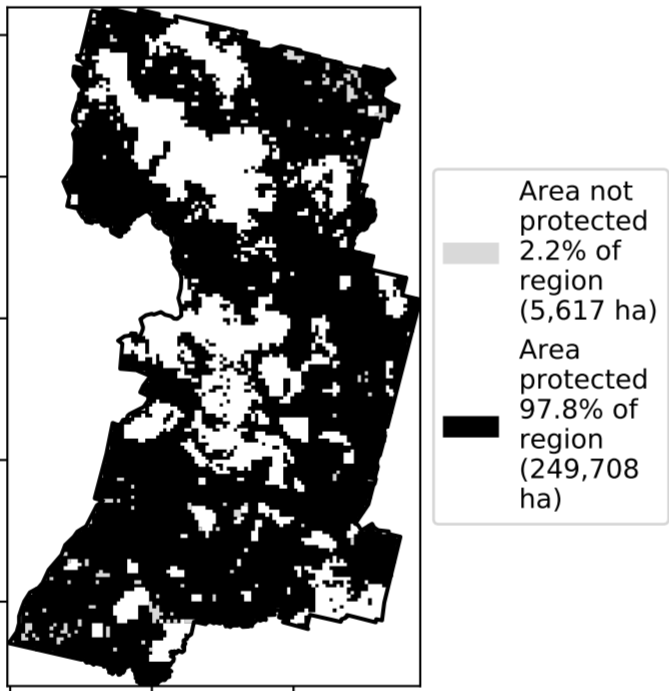 Area not
protected
2.2% of
region
(5,617 ha)
Area
protected
97.8% of
region
(249,708
ha)